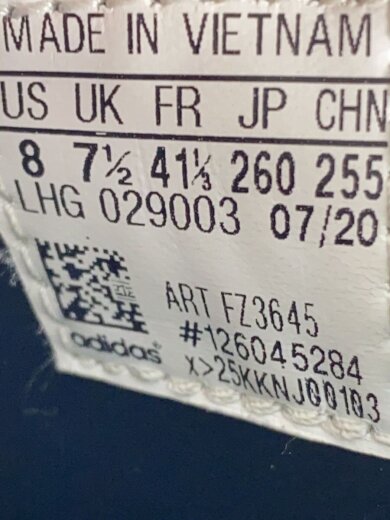 MADE IN VIETNAM
US UK FR JP CHN
8 7½ 41⅓ 260 255
LHG 029003 07/20
ART FZ3645
#126045284
X>25KKNJ00103
adidas